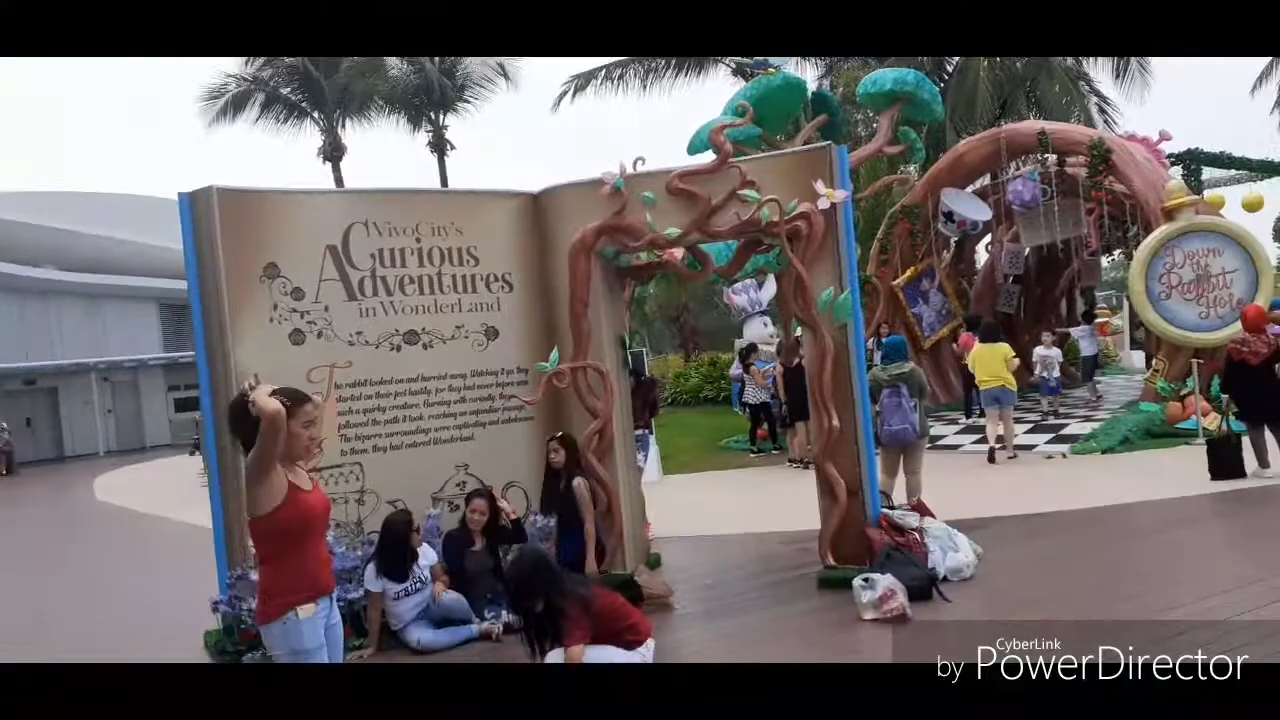 VivoCity's
Curious
Adventures
in WonderLand
The rabbit looked on and hurried away. Watching it go, they
started on their feet hastily, for they had never before seen
such a quirky creature. Burning with curiosity, they
followed the path it took, reaching an unfamiliar passage.
The bizarre surroundings were captivating and unbeknown
to them, they had entered Wonderland.
Down
the
Rabbit
Hole
CyberLink
by PowerDirector